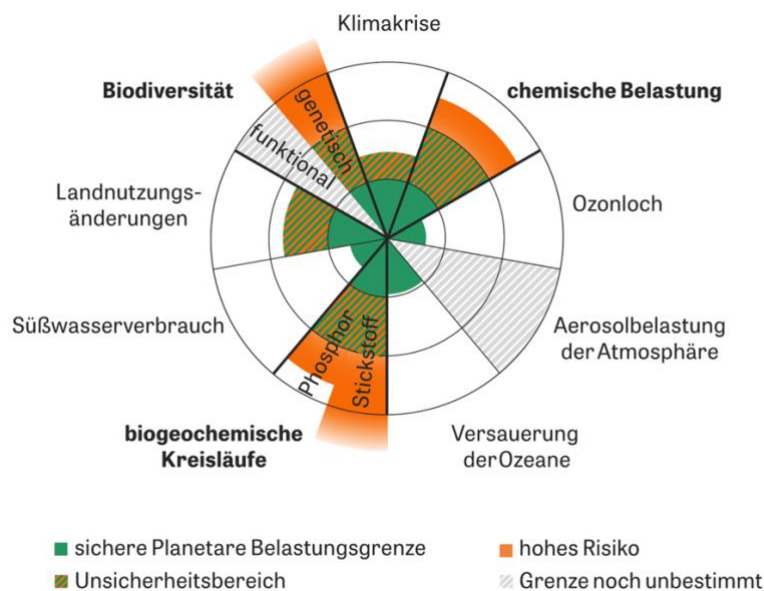 Klimakrise
Biodiversität
chemische Belastung
genetisch
funktional
Landnutzungs-
änderungen
Ozonloch
Süßwasserverbrauch
Aerosolbelastung
der Atmosphäre
Phosphor
Stickstoff
biogeochemische
Kreisläufe
Versauerung
der Ozeane
sichere Planetare Belastungsgrenze
hohes Risiko
Unsicherheitsbereich
Grenze noch unbestimmt